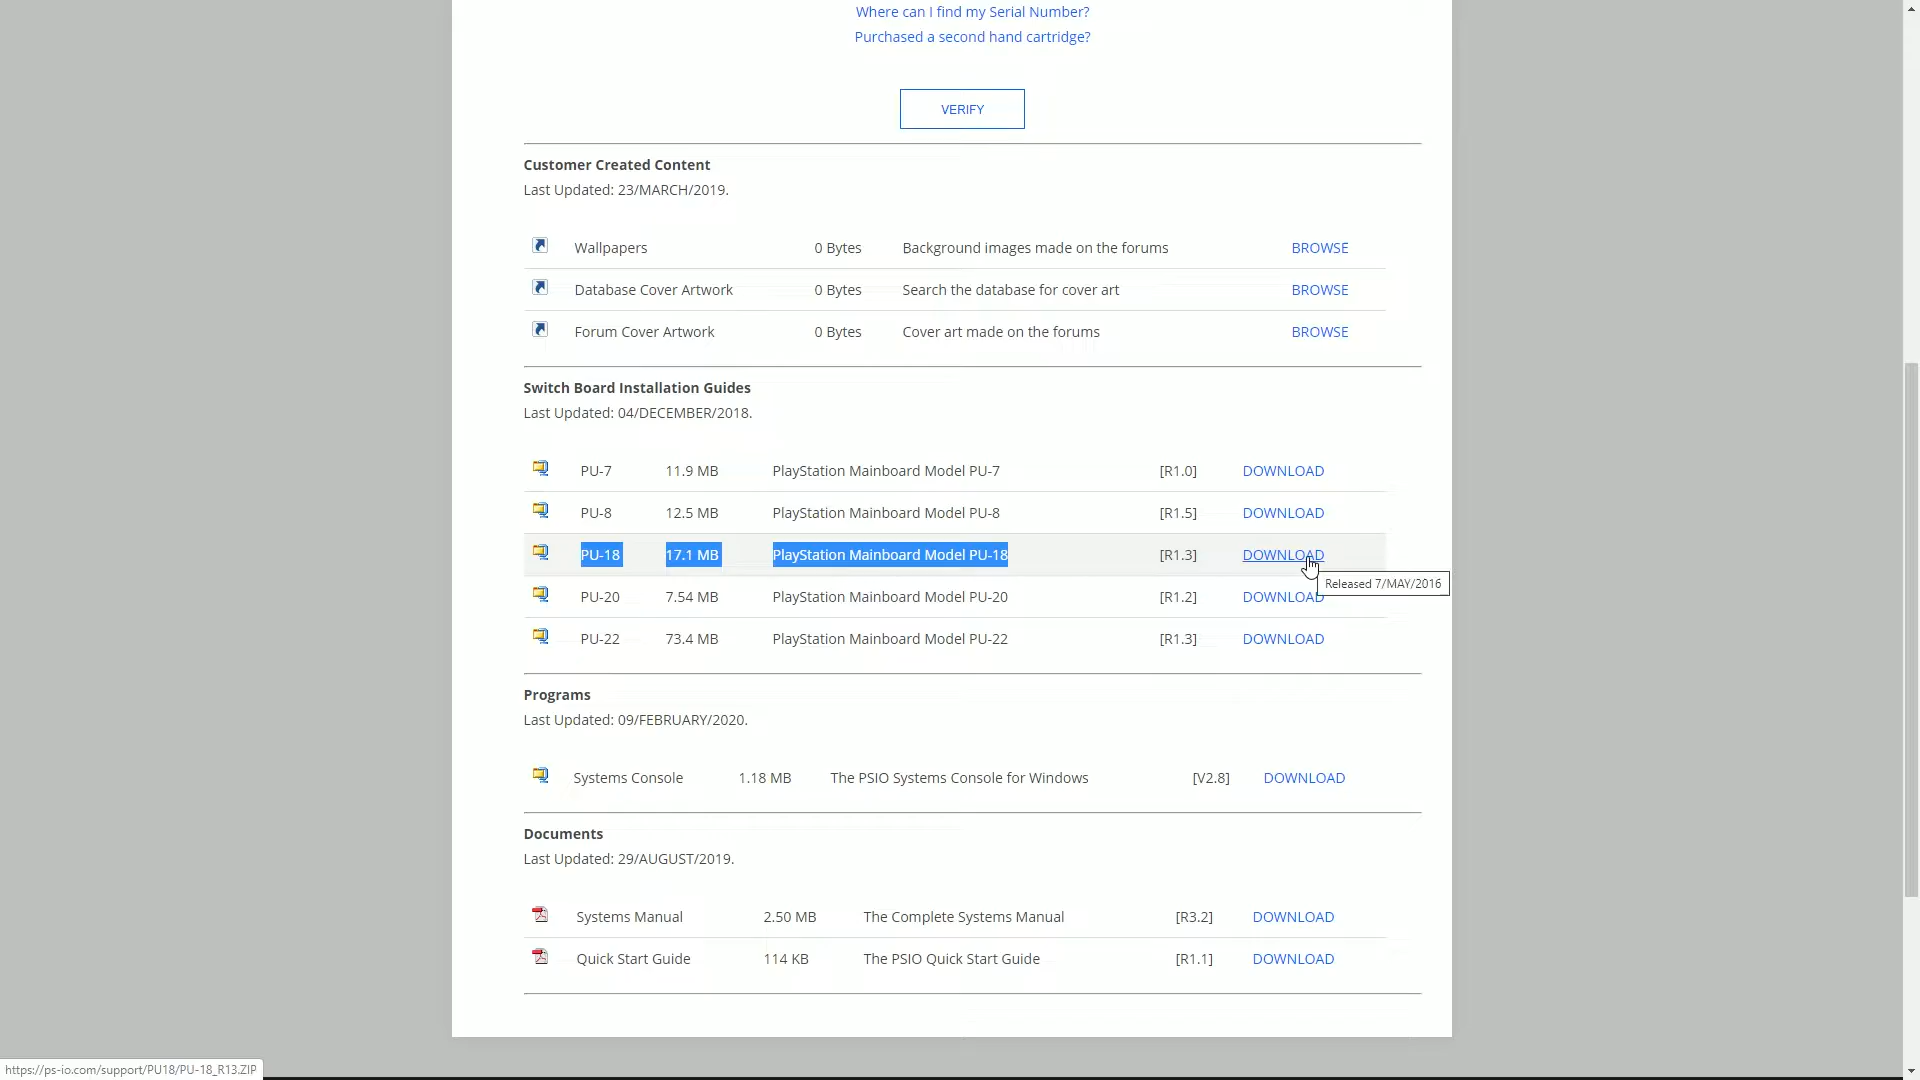 Where can I find my Serial Number?
Purchased a second hand cartridge?
VERIFY
Customer Created Content
Last Updated: 23/MARCH/2019.
Wallpapers 0 Bytes Background images made on the forums BROWSE
Database Cover Artwork 0 Bytes Search the database for cover art BROWSE
Forum Cover Artwork 0 Bytes Cover art made on the forums BROWSE
Switch Board Installation Guides
Last Updated: 04/DECEMBER/2018.
PU-7 11.9 MB PlayStation Mainboard Model PU-7 [R1.0] DOWNLOAD
PU-8 12.5 MB PlayStation Mainboard Model PU-8 [R1.5] DOWNLOAD
PU-18 17.1 MB PlayStation Mainboard Model PU-18 [R1.3] DOWNLOAD
Released 7/MAY/2016
PU-20 7.54 MB PlayStation Mainboard Model PU-20 [R1.2] DOWNLOAD
PU-22 73.4 MB PlayStation Mainboard Model PU-22 [R1.3] DOWNLOAD
Programs
Last Updated: 09/FEBRUARY/2020.
Systems Console 1.18 MB The PSIO Systems Console for Windows [V2.8] DOWNLOAD
Documents
Last Updated: 29/AUGUST/2019.
Systems Manual 2.50 MB The Complete Systems Manual [R3.2] DOWNLOAD
Quick Start Guide 114 KB The PSIO Quick Start Guide [R1.1] DOWNLOAD
https://ps-io.com/support/PU18/PU-18_R13.ZIP